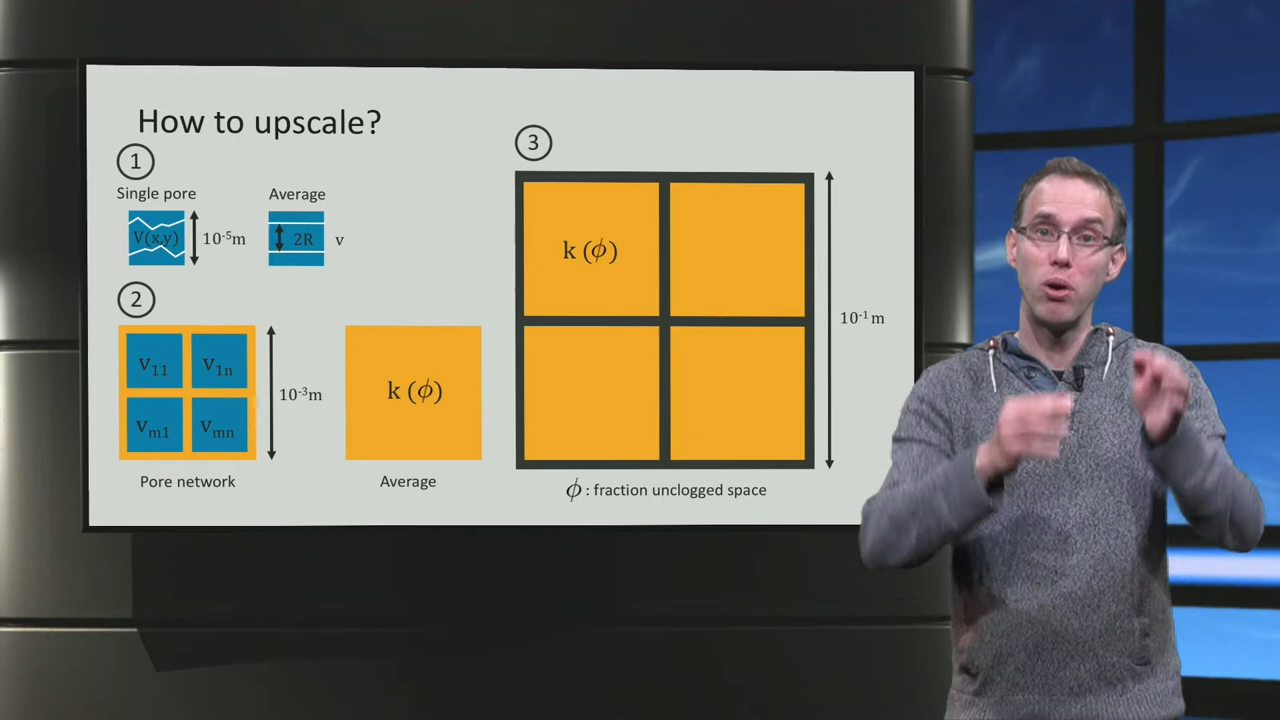 How to upscale?
1
Single pore
Average
V(x,y)
10⁻⁵m
2R
v
2
v₁₁
v₁ₙ
vₘ₁
vₘₙ
10⁻³m
k (ϕ)
Pore network
Average
3
k (ϕ)
10⁻¹m
ϕ : fraction unclogged space